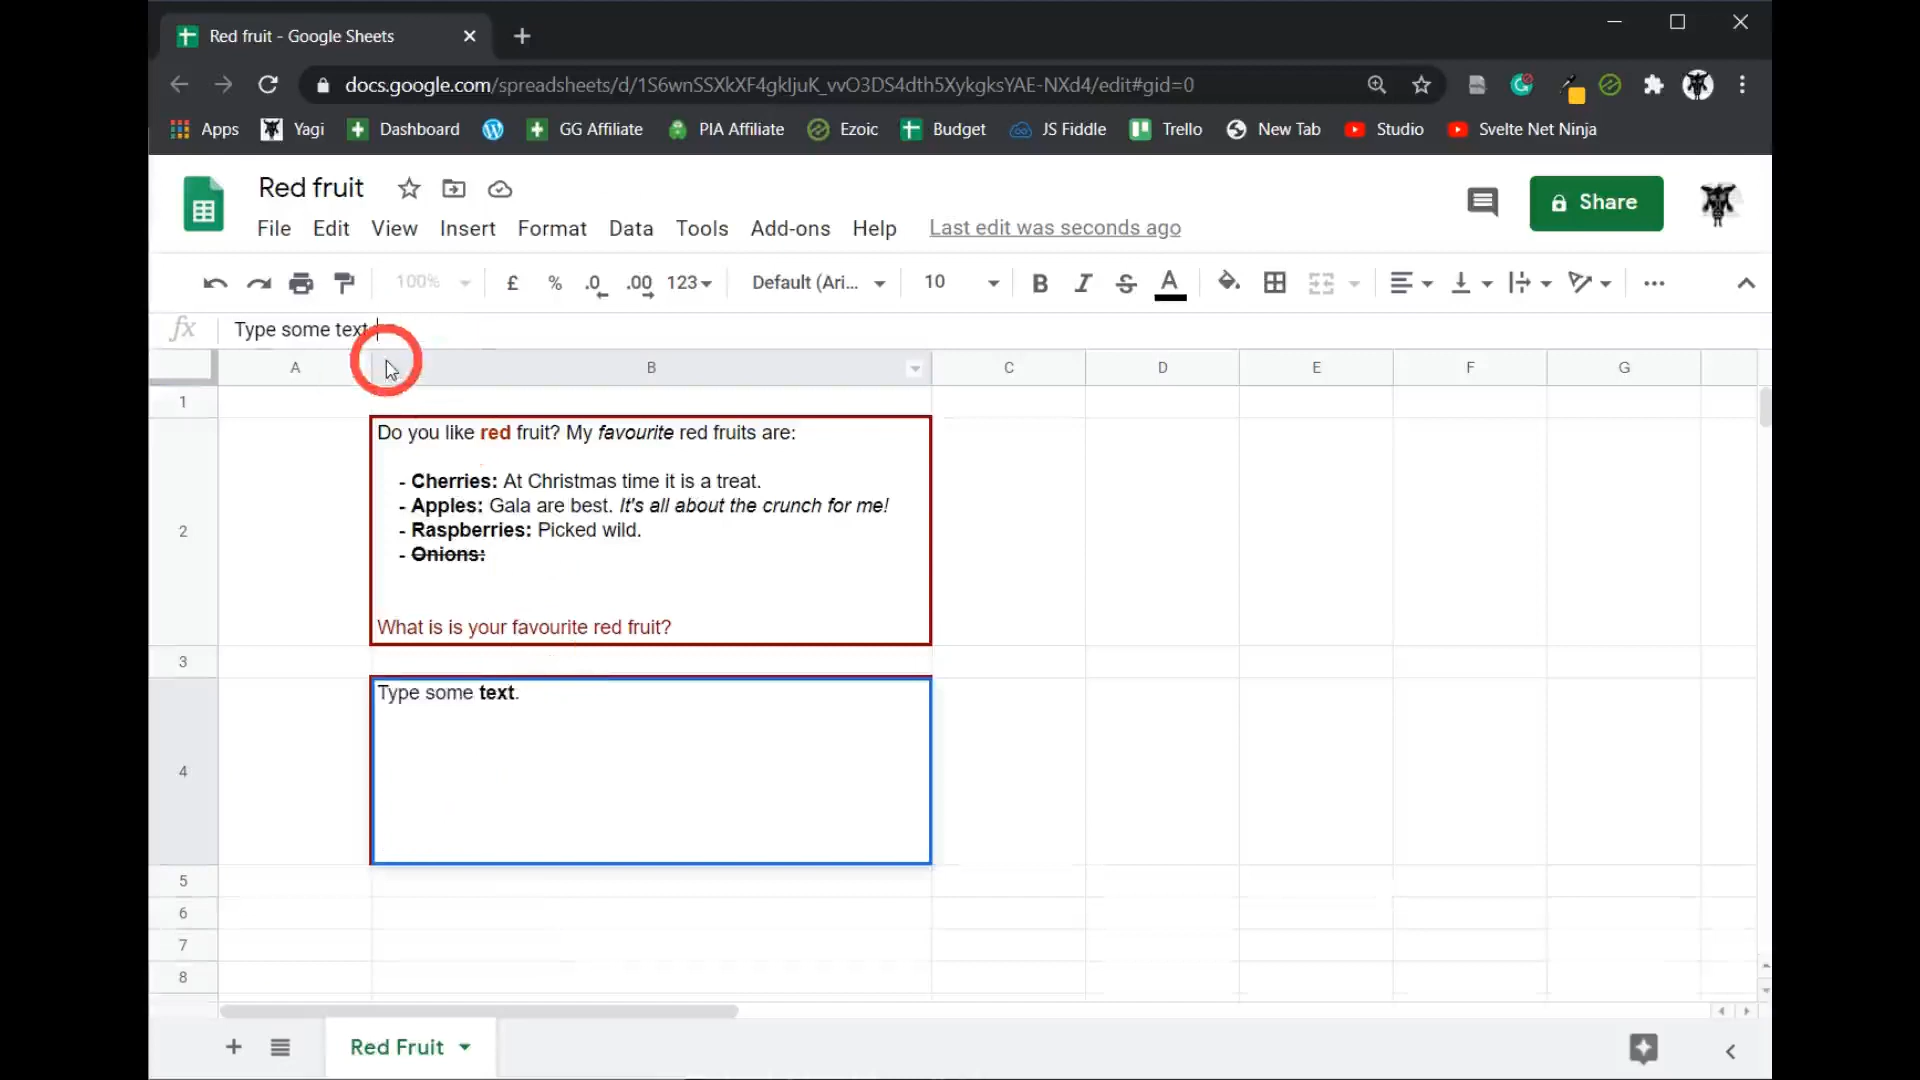 Red fruit - Google Sheets
docs.google.com/spreadsheets/d/1S6wnSSXkXF4gkIjuK_vvO3DS4dth5XykgksYAE-NXd4/edit#gid=0
Apps Yagi Dashboard GG Affiliate PIA Affiliate Ezoic Budget JS Fiddle Trello New Tab Studio Svelte Net Ninja
Red fruit
Share
File Edit View Insert Format Data Tools Add-ons Help Last edit was seconds ago
100% £ % .0 .00 123 Default (Ari... 10 B I S A
fx Type some text
A B C D E F G
1
Do you like red fruit? My favourite red fruits are:
- Cherries: At Christmas time it is a treat.
- Apples: Gala are best. It's all about the crunch for me!
2
- Raspberries: Picked wild.
- Onions:
What is is your favourite red fruit?
3
Type some text.
4
5
6
7
8
Red Fruit